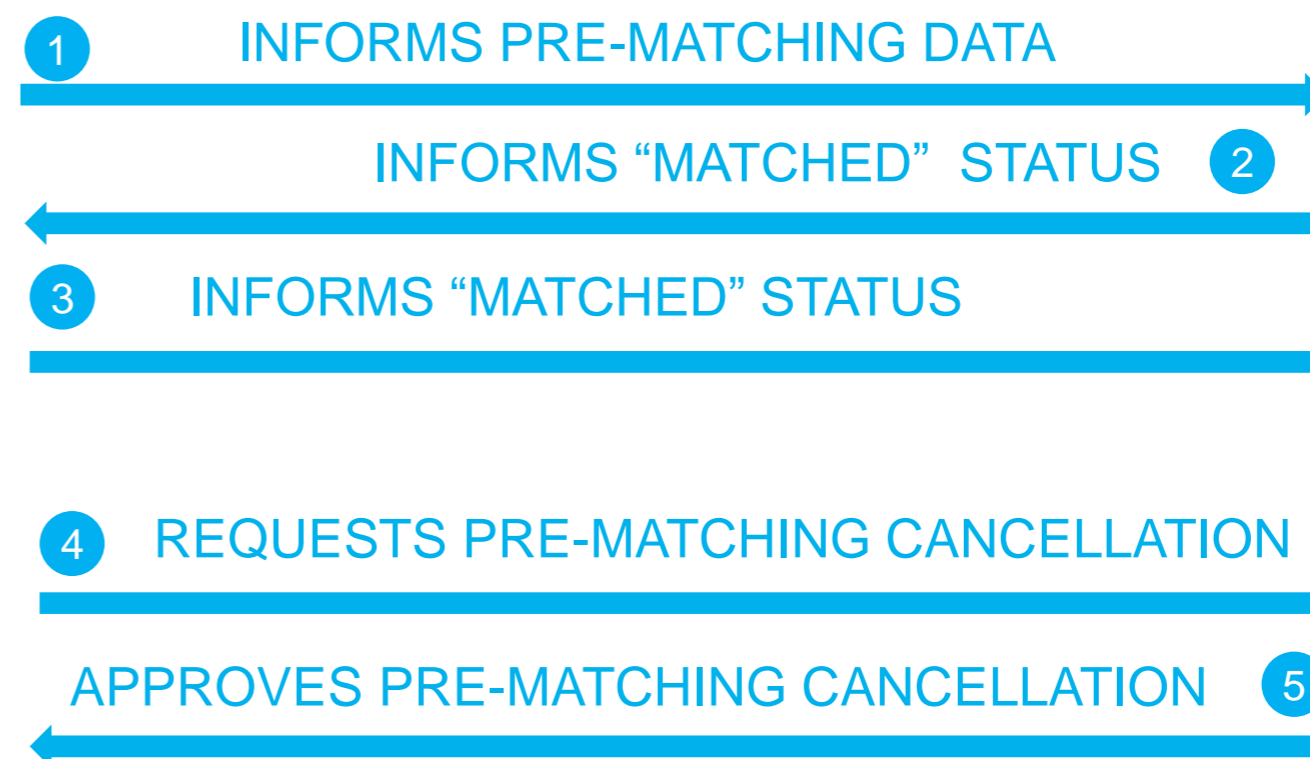 1 INFORMS PRE-MATCHING DATA
INFORMS “MATCHED”  STATUS 2
3 INFORMS “MATCHED” STATUS
4 REQUESTS PRE-MATCHING CANCELLATION
APPROVES PRE-MATCHING CANCELLATION 5